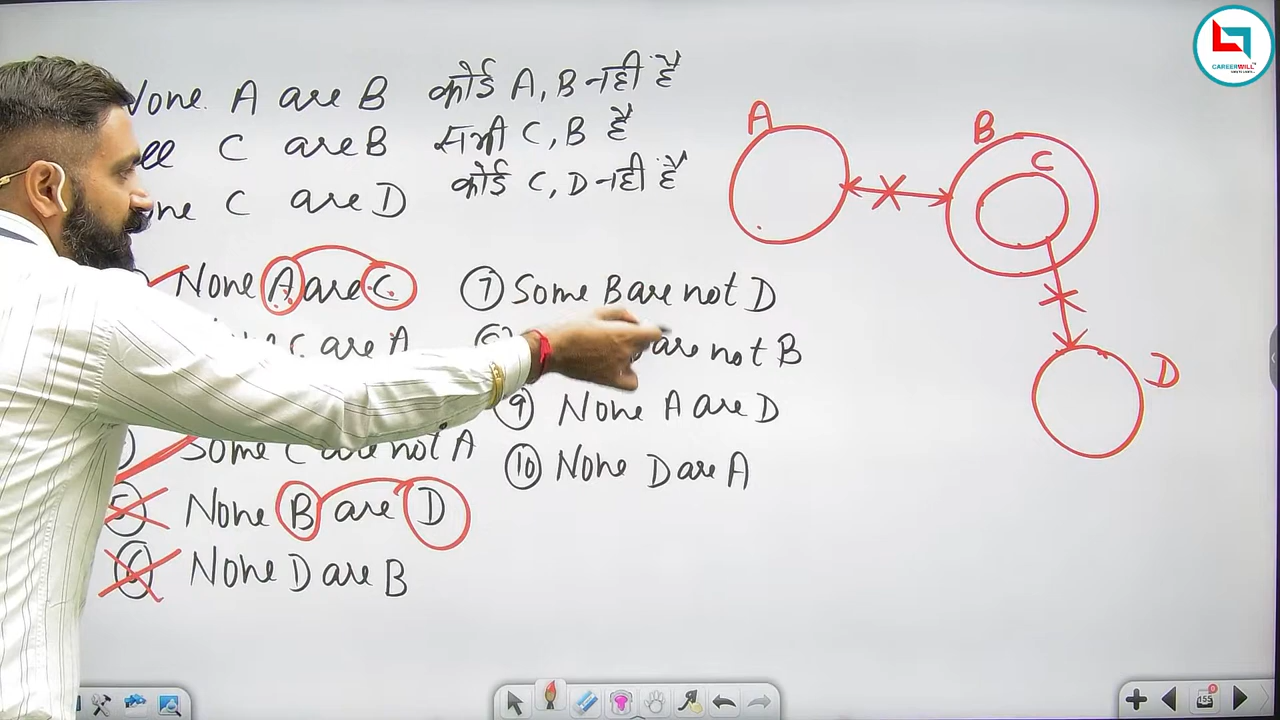 None A are B कोई A, B नहीं हैं
C are B सभी C, B हैं
C are D कोई C, D नहीं हैं
None A are C
C are A
Some C are not A
None B are D
None D are B
⑦ Some B are not D
are not B
⑨ None A are D
⑩ None D are A
A
B
C
D
CAREERWILL
155